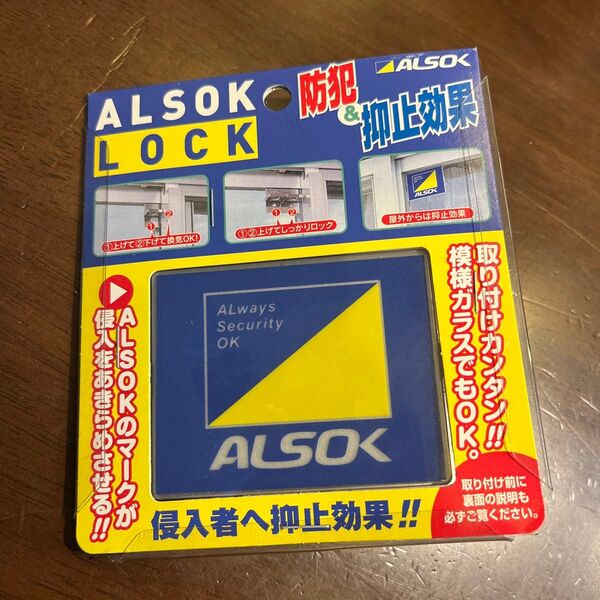 ALSOK
LOCK
防犯
&
抑止効果
ALSOK
① ②
①上げて②下げて換気OK!
① ②
①②上げてしっかりロック
ALSOK
屋外からは抑止効果
ALSOKのマークが
侵入をあきらめさせる!!
ALways
Security
OK
ALSOK
取り付けカンタン!!
模様ガラスでもOK。
侵入者へ抑止効果!!
取り付け前に
裏面の説明も
必ずご覧ください。